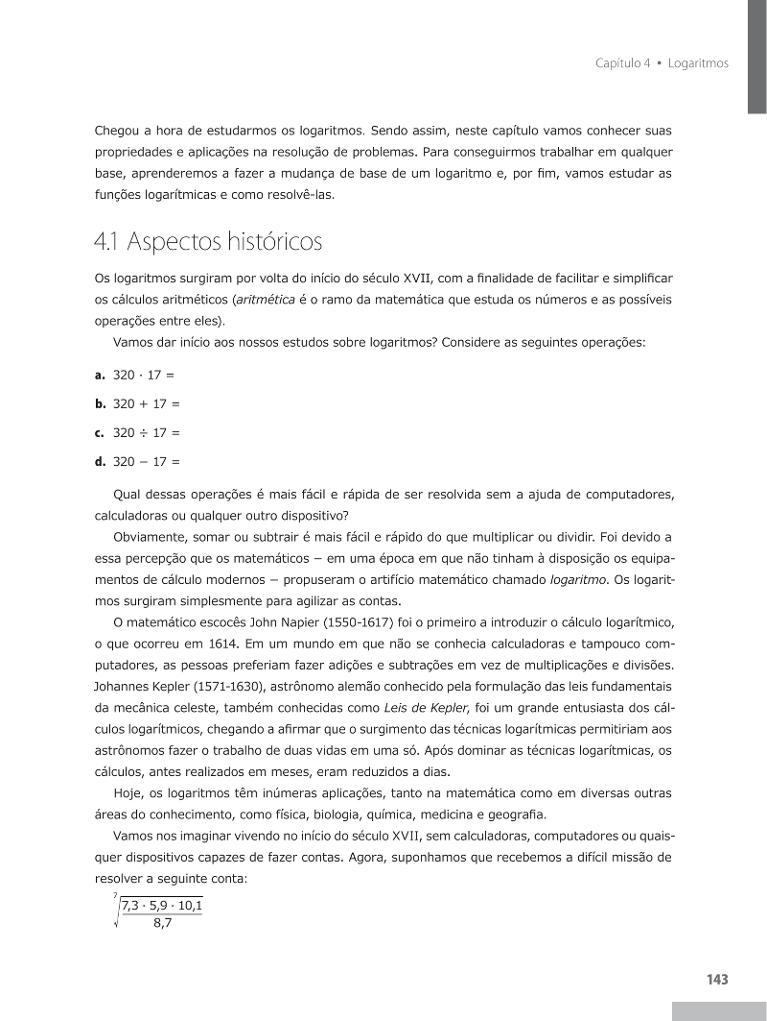 Capítulo 4 • Logaritmos
Chegou a hora de estudarmos os logaritmos. Sendo assim, neste capítulo vamos conhecer suas
propriedades e aplicações na resolução de problemas. Para conseguirmos trabalhar em qualquer
base, aprenderemos a fazer a mudança de base de um logaritmo e, por fim, vamos estudar as
funções logarítmicas e como resolvê-las.
4.1 Aspectos históricos
Os logaritmos surgiram por volta do início do século XVII, com a finalidade de facilitar e simplificar
os cálculos aritméticos (aritmética é o ramo da matemática que estuda os números e as possíveis
operações entre eles).
Vamos dar início aos nossos estudos sobre logaritmos? Considere as seguintes operações:
a. 320 · 17 =
b. 320 + 17 =
c. 320 ÷ 17 =
d. 320 − 17 =
Qual dessas operações é mais fácil e rápida de ser resolvida sem a ajuda de computadores,
calculadoras ou qualquer outro dispositivo?
Obviamente, somar ou subtrair é mais fácil e rápido do que multiplicar ou dividir. Foi devido a
essa percepção que os matemáticos − em uma época em que não tinham à disposição os equipa-
mentos de cálculo modernos − propuseram o artifício matemático chamado logaritmo. Os logarit-
mos surgiram simplesmente para agilizar as contas.
O matemático escocês John Napier (1550-1617) foi o primeiro a introduzir o cálculo logarítmico,
o que ocorreu em 1614. Em um mundo em que não se conhecia calculadoras e tampouco com-
putadores, as pessoas preferiam fazer adições e subtrações em vez de multiplicações e divisões.
Johannes Kepler (1571-1630), astrônomo alemão conhecido pela formulação das leis fundamentais
da mecânica celeste, também conhecidas como Leis de Kepler, foi um grande entusiasta dos cál-
culos logarítmicos, chegando a afirmar que o surgimento das técnicas logarítmicas permitiriam aos
astrônomos fazer o trabalho de duas vidas em uma só. Após dominar as técnicas logarítmicas, os
cálculos, antes realizados em meses, eram reduzidos a dias.
Hoje, os logaritmos têm inúmeras aplicações, tanto na matemática como em diversas outras
áreas do conhecimento, como física, biologia, química, medicina e geografia.
Vamos nos imaginar vivendo no início do século XVII, sem calculadoras, computadores ou quais-
quer dispositivos capazes de fazer contas. Agora, suponhamos que recebemos a difícil missão de
resolver a seguinte conta:
7
√ 7,3 · 5,9 · 10,1
8,7
143